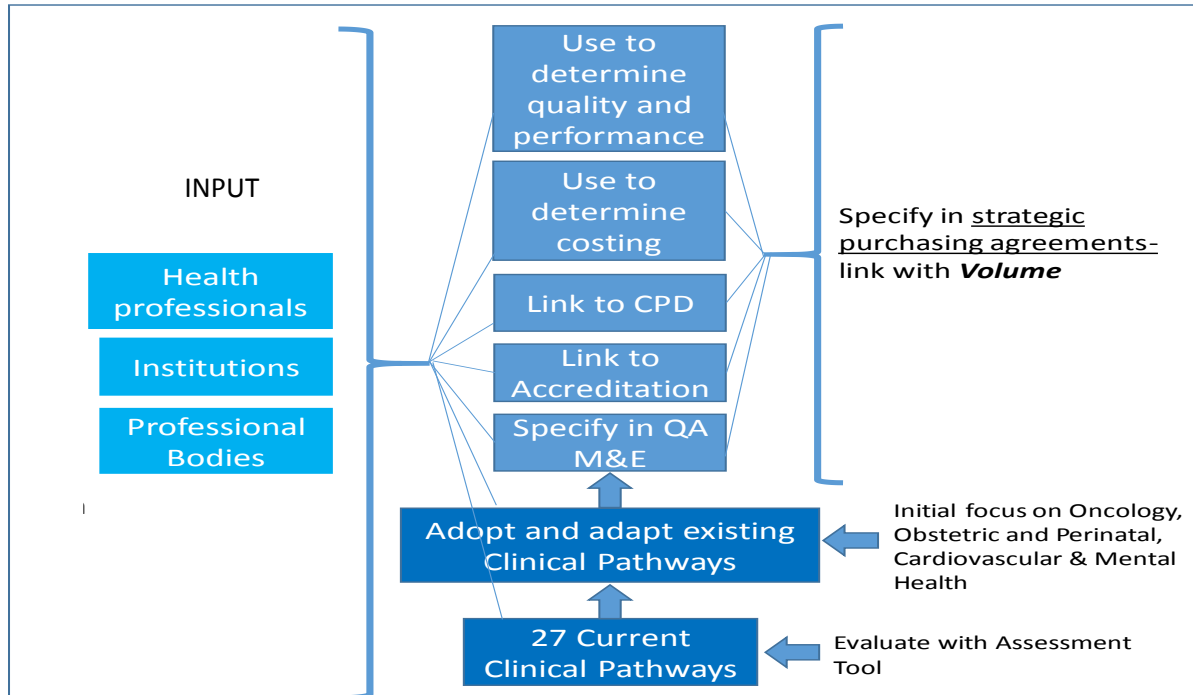 INPUT
Health
professionals
Institutions
Professional
Bodies
Use to
determine
quality and
performance
Use to
determine
costing
Link to CPD
Link to
Accreditation
Specify in QA
M&E
Adopt and adapt existing
Clinical Pathways
27 Current
Clinical Pathways
Specify in strategic
purchasing agreements-
link with Volume
Initial focus on Oncology,
Obstetric and Perinatal,
Cardiovascular & Mental
Health
Evaluate with Assessment
Tool